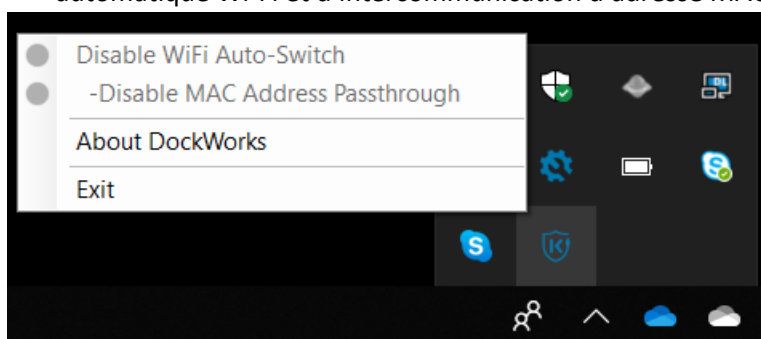 Disable WiFi Auto-Switch
-Disable MAC Address Passthrough
About DockWorks
Exit